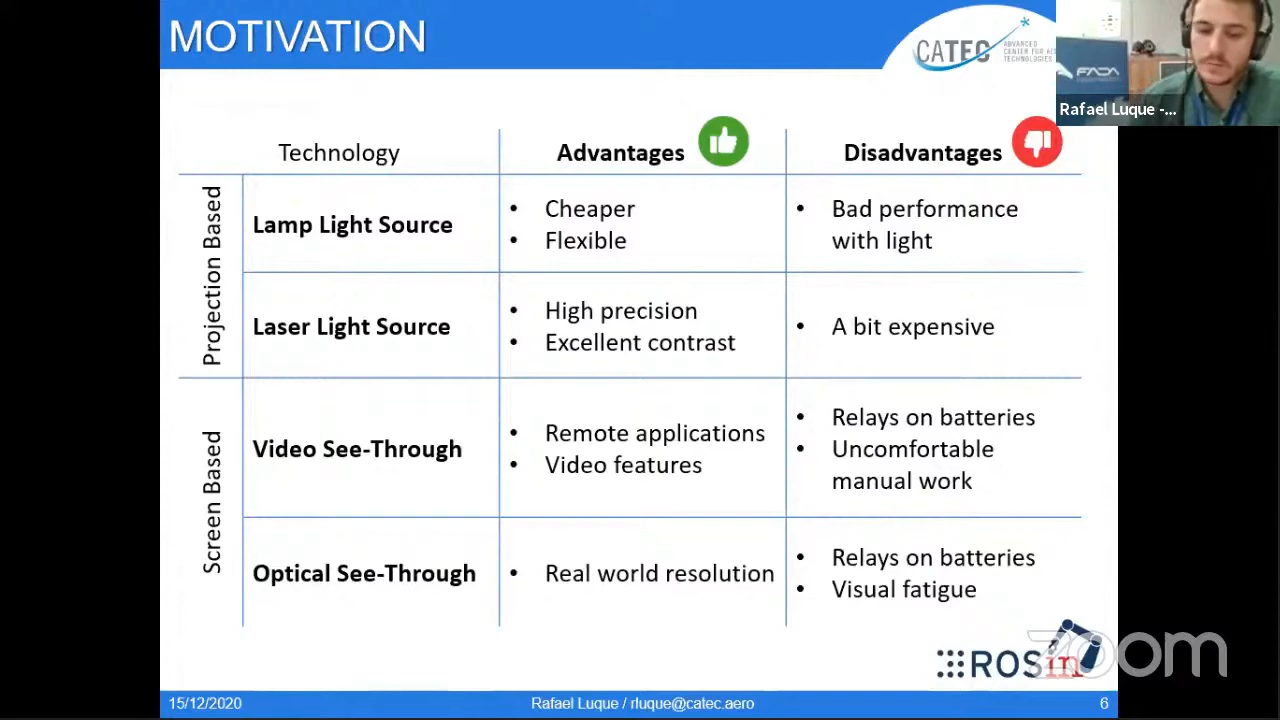 MOTIVATION
CATEC
ADVANCED
CENTER FOR AE
TECHNOLOGIES
FADA
Rafael Luque -...
Technology
Advantages
Disadvantages
Projection Based
Lamp Light Source
• Cheaper
• Flexible
• Bad performance
with light
Laser Light Source
• High precision
• Excellent contrast
• A bit expensive
Screen Based
Video See-Through
• Remote applications
• Video features
• Relays on batteries
• Uncomfortable
manual work
Optical See-Through
• Real world resolution
• Relays on batteries
• Visual fatigue
ROSin
zoom
15/12/2020
Rafael Luque / rluque@catec.aero
6